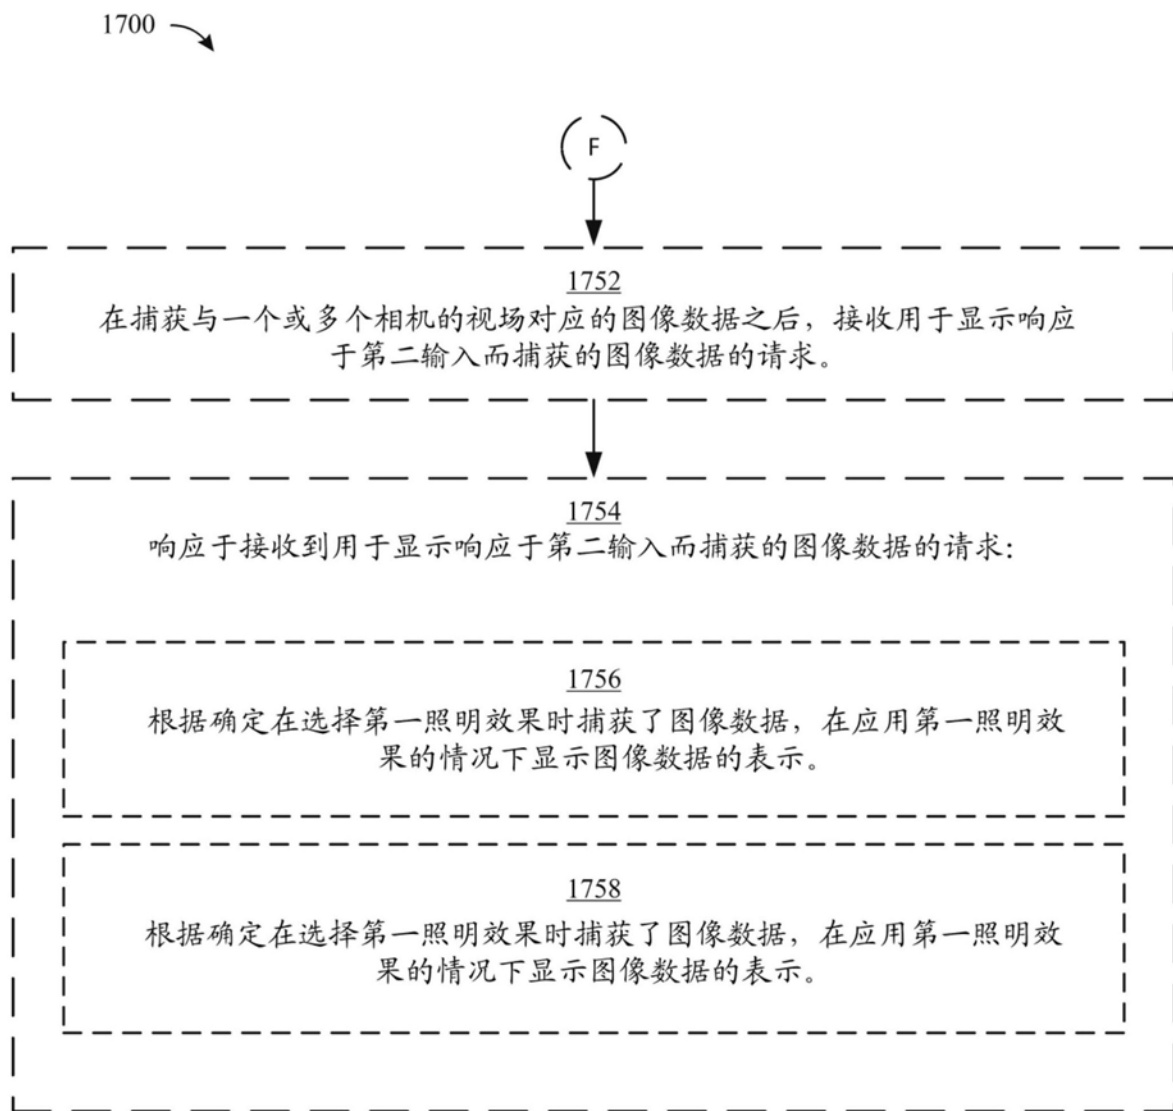 1700
F
1752
在捕获与一个或多个相机的视场对应的图像数据之后，接收用于显示响应
于第二输入而捕获的图像数据的请求。
1754
响应于接收到用于显示响应于第二输入而捕获的图像数据的请求：
1756
根据确定在选择第一照明效果时捕获了图像数据，在应用第一照明效
果的情况下显示图像数据的表示。
1758
根据确定在选择第一照明效果时捕获了图像数据，在应用第一照明效
果的情况下显示图像数据的表示。